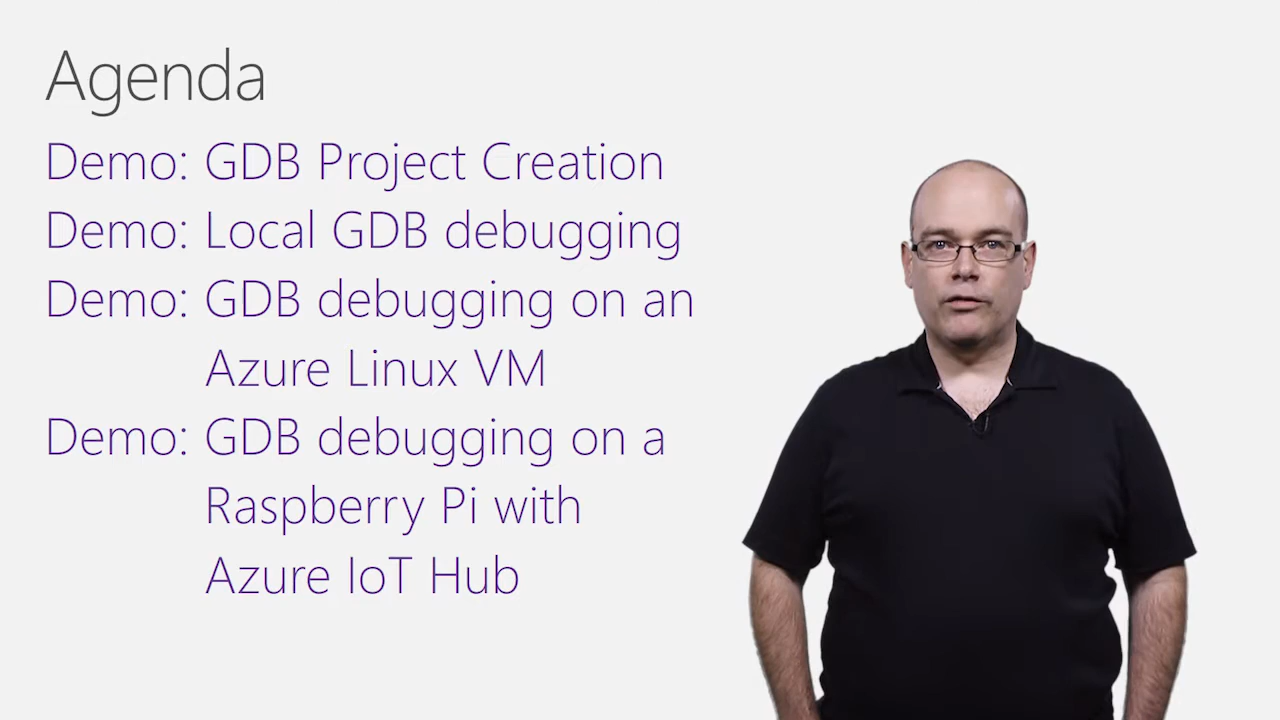 Agenda
Demo: GDB Project Creation
Demo: Local GDB debugging
Demo: GDB debugging on an
Azure Linux VM
Demo: GDB debugging on a
Raspberry Pi with
Azure IoT Hub